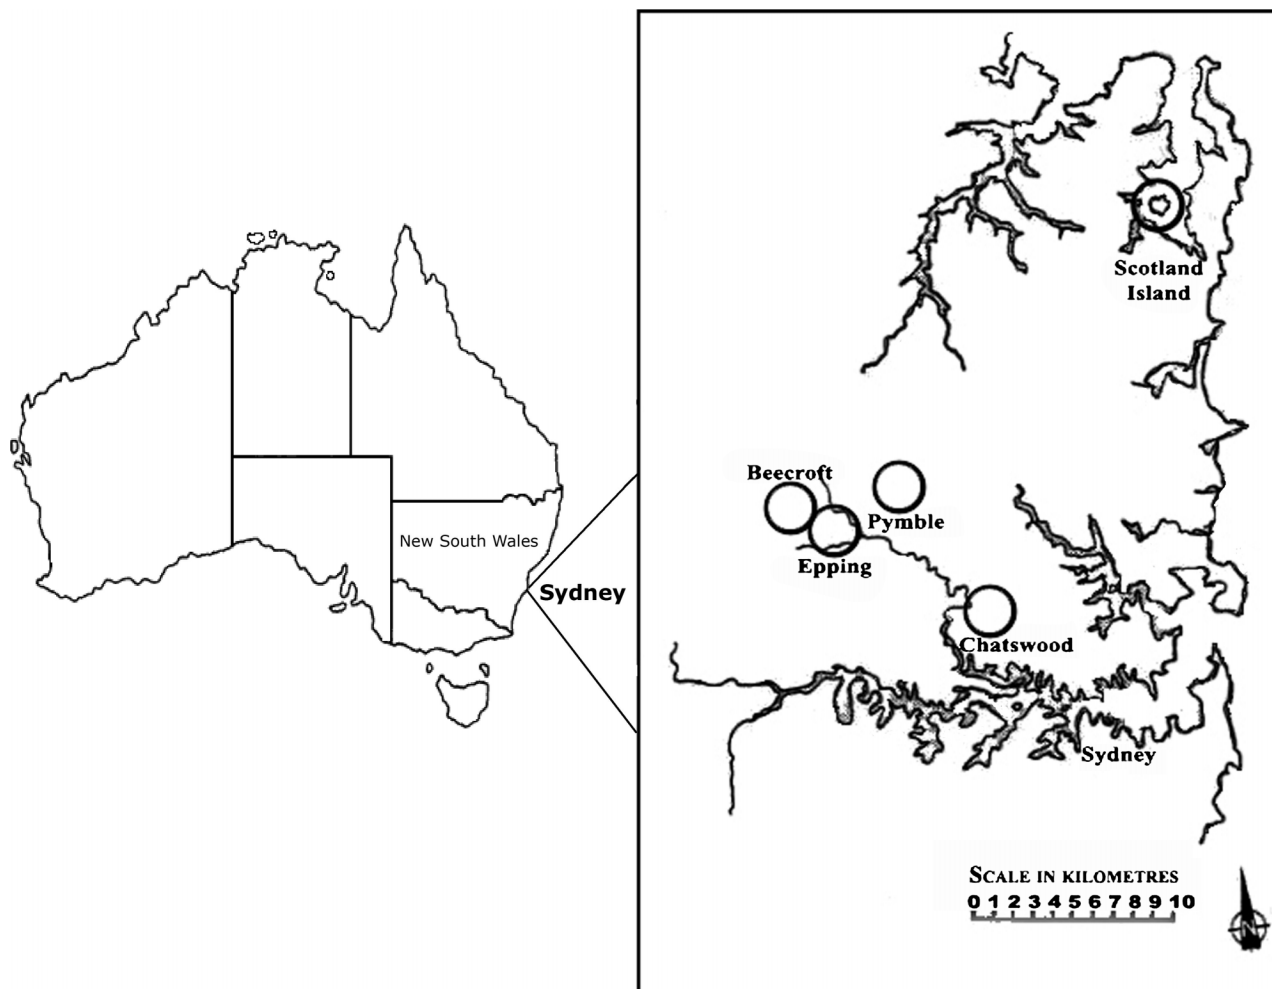 New South Wales
Sydney
Scotland
Island
Beecroft
Pymble
Epping
Chatswood
Sydney
SCALE IN KILOMETRES
0 1 2 3 4 5 6 7 8 9 10
N